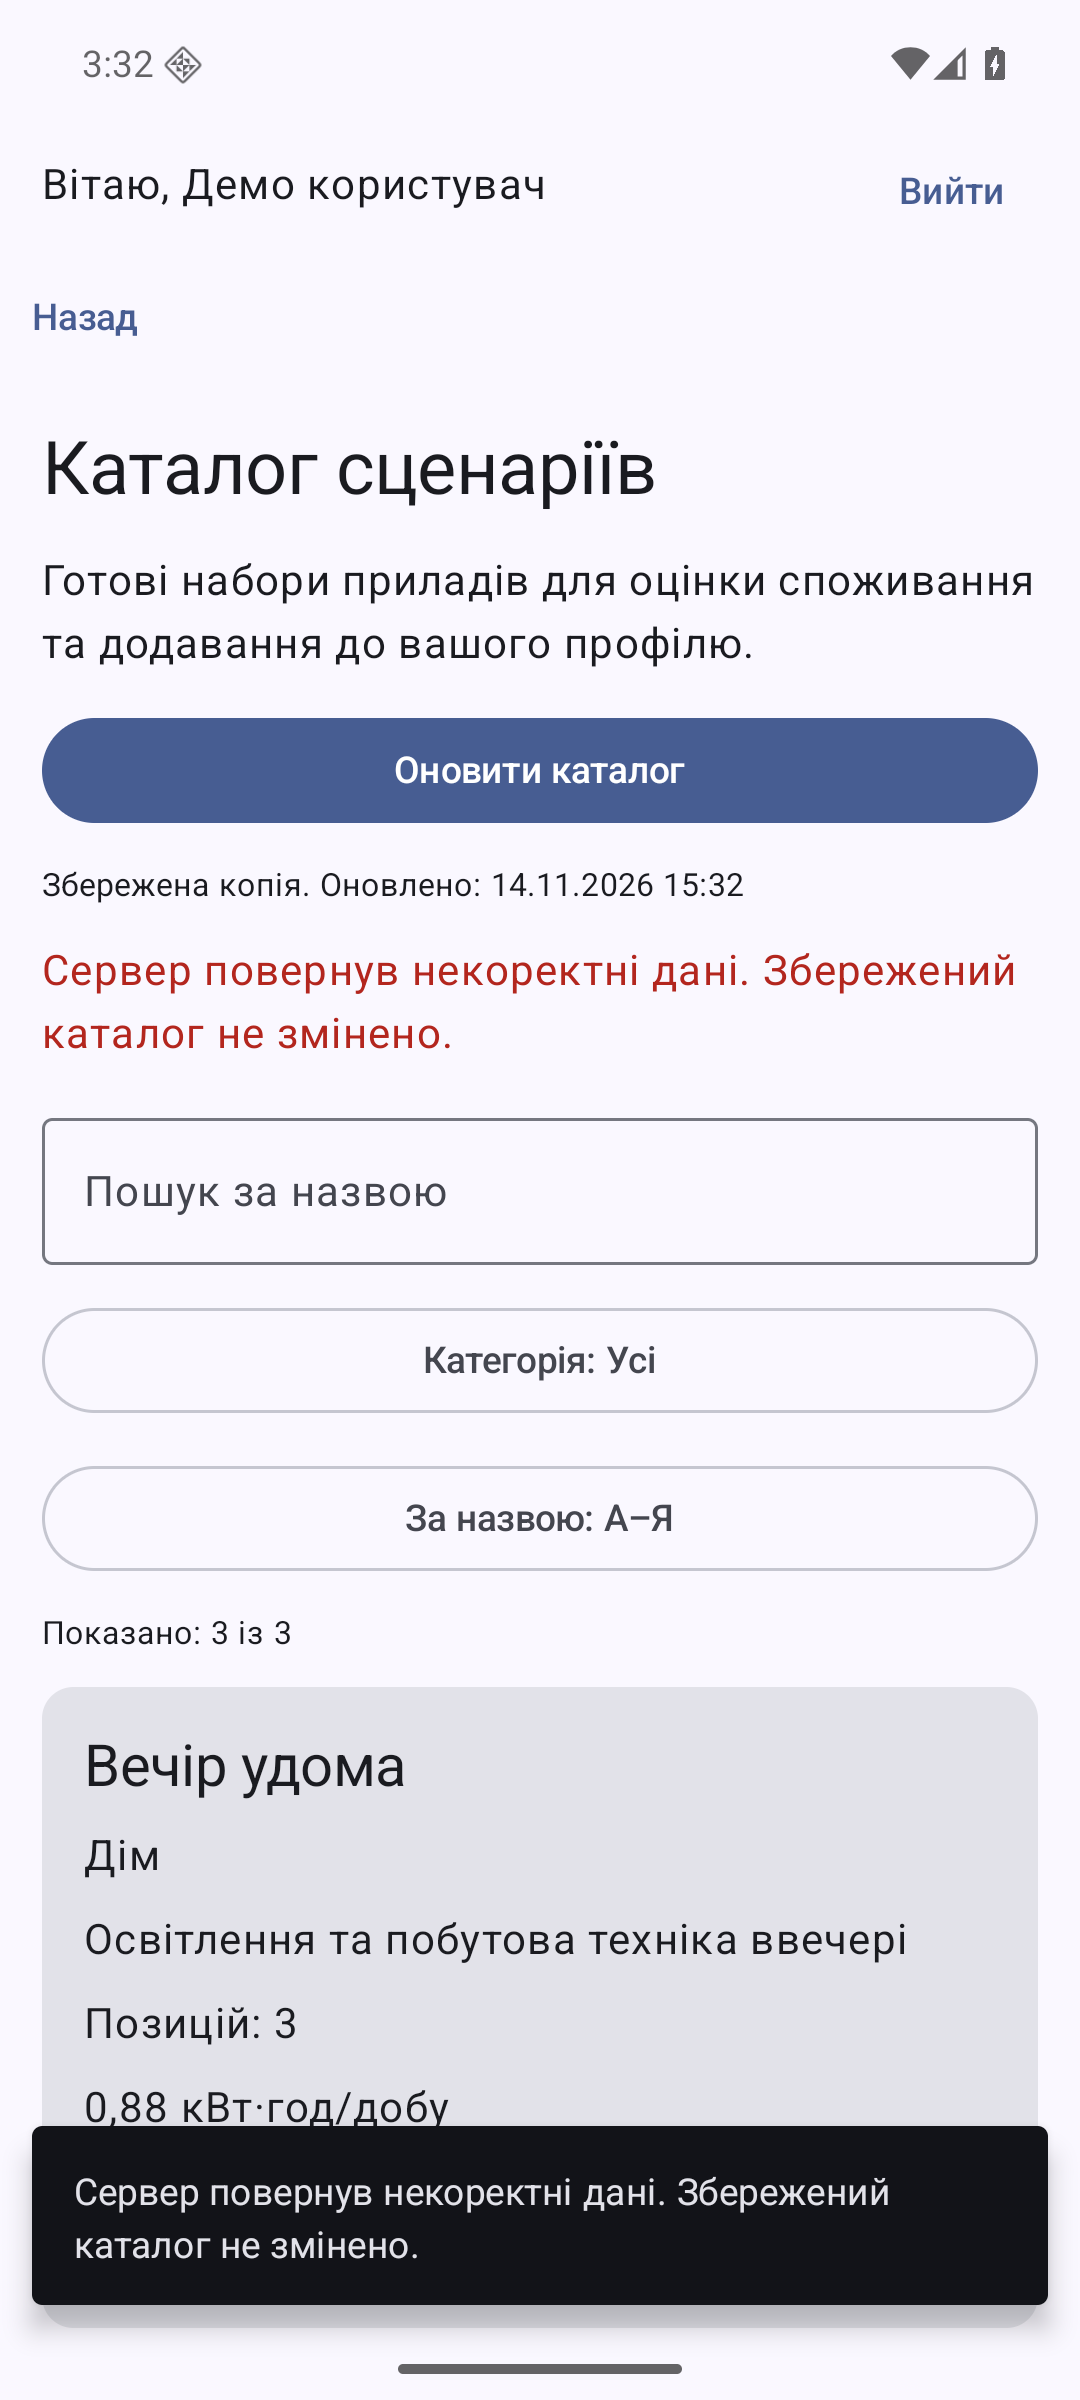 3:32
Вітаю, Демо користувач
Вийти
Назад
Каталог сценаріїв
Готові набори приладів для оцінки споживання
та додавання до вашого профілю.
Оновити каталог
Збережена копія. Оновлено: 14.11.2026 15:32
Сервер повернув некоректні дані. Збережений
каталог не змінено.
Пошук за назвою
Категорія: Усі
За назвою: А–Я
Показано: 3 із 3
Вечір удома
Дім
Освітлення та побутова техніка ввечері
Позицій: 3
0,88 кВт·год/добу
Сервер повернув некоректні дані. Збережений
каталог не змінено.